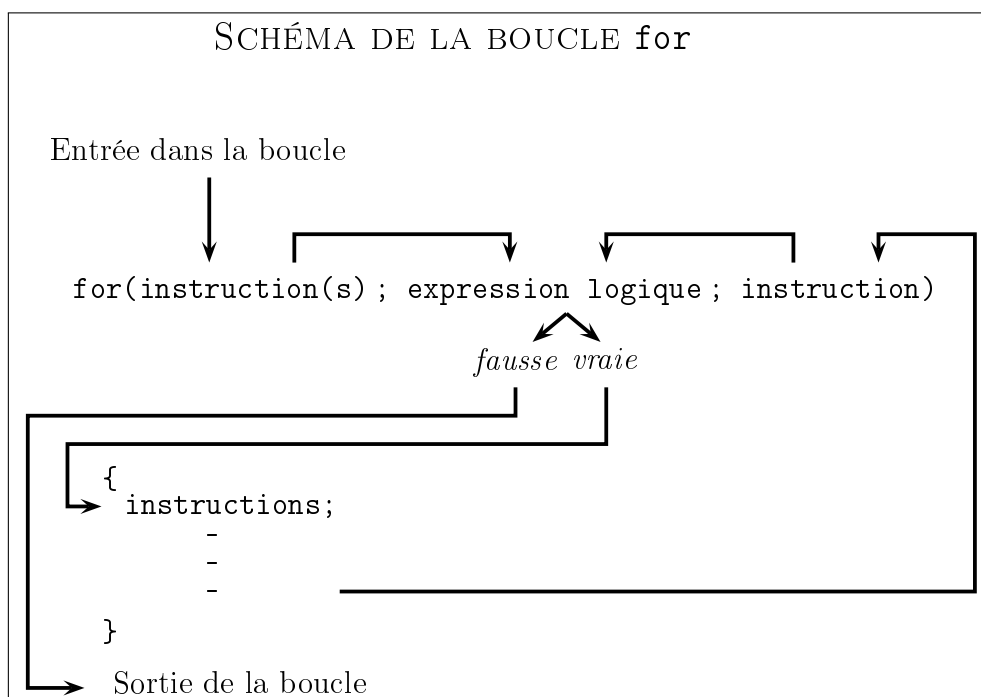 SCHÉMA DE LA BOUCLE for
Entrée dans la boucle
for(instruction(s) ; expression logique ; instruction)
fausse vraie
{
instructions;
-
-
-
}
Sortie de la boucle